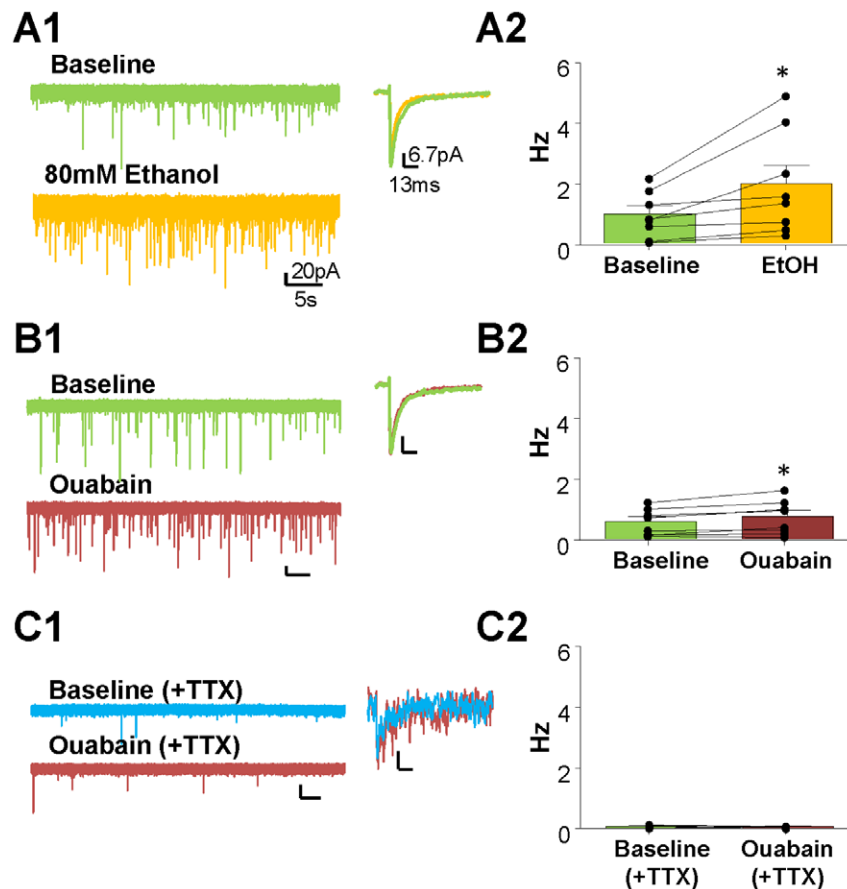 A1
Baseline
80mM Ethanol
6.7pA
13ms
20pA
5s
A2
6
*
4
Hz
2
0
Baseline EtOH
B1
Baseline
Ouabain
B2
6
4
Hz
*
2
0
Baseline Ouabain
C1
Baseline (+TTX)
Ouabain (+TTX)
C2
6
4
Hz
2
0
Baseline Ouabain
(+TTX) (+TTX)